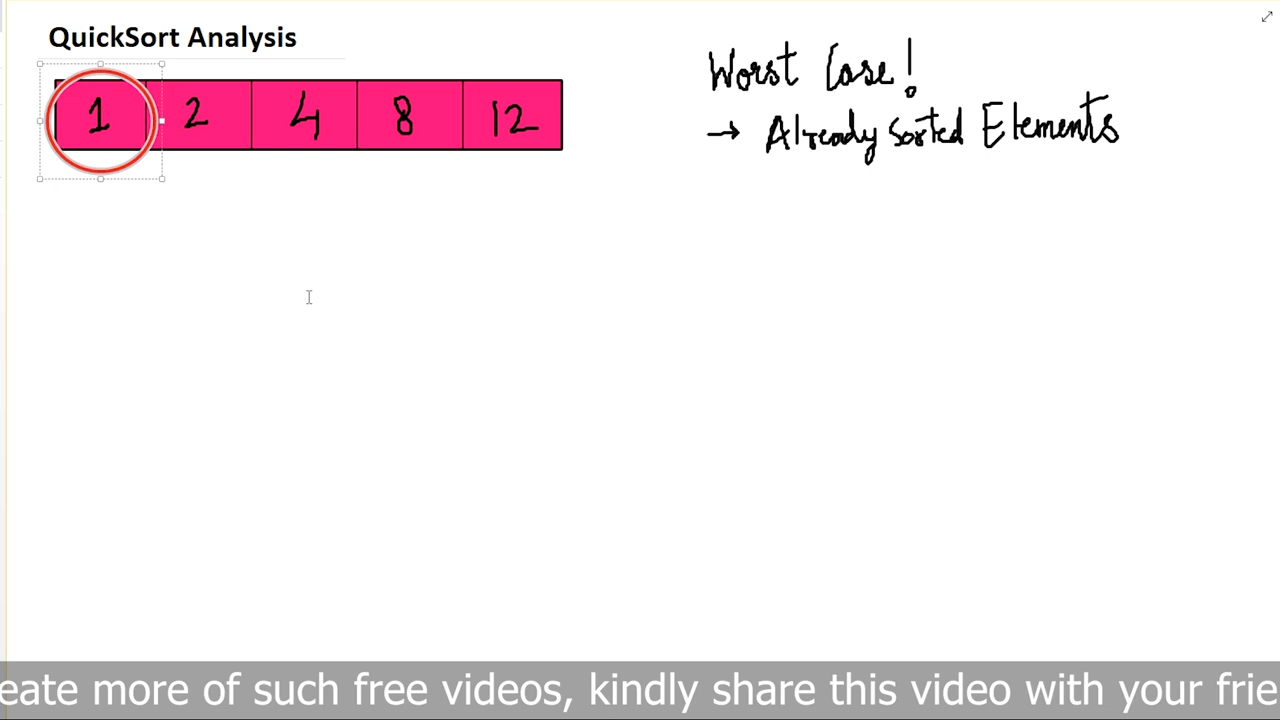 QuickSort Analysis
1 2 4 8 12
Worst Case!
→ Already Sorted Elements
eate more of such free videos, kindly share this video with your frie